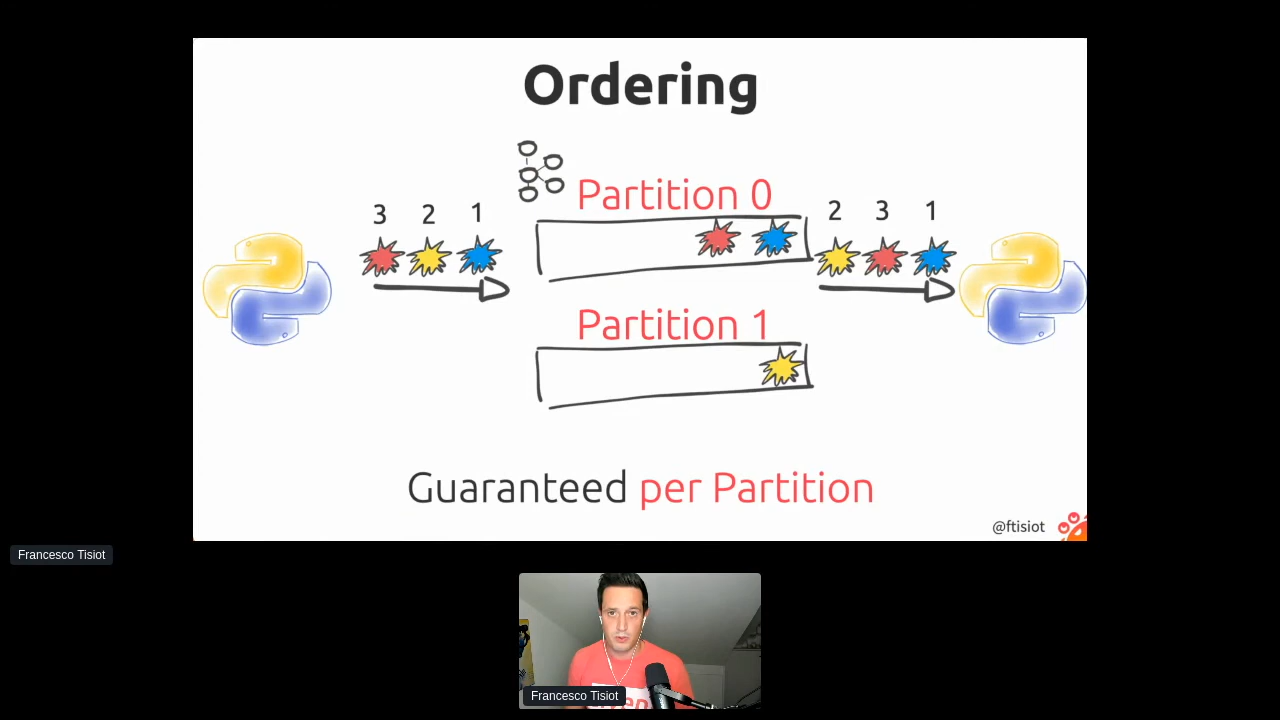 Ordering
Partition 0
3 2 1
2 3 1
Partition 1
Guaranteed per Partition
@ftisiot
Francesco Tisiot
Francesco Tisiot